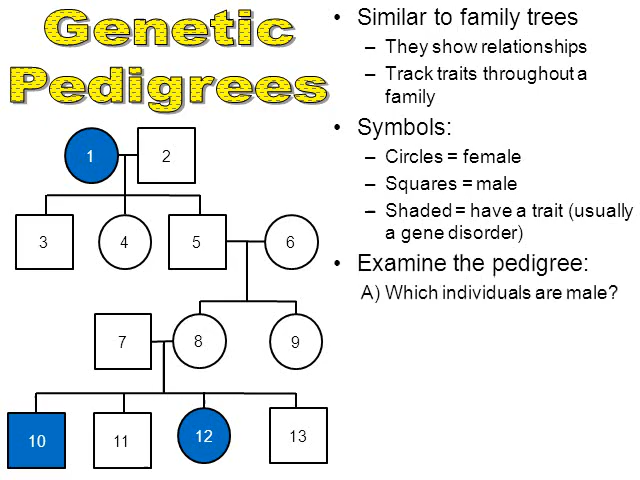 Genetic
Pedigrees
• Similar to family trees
– They show relationships
– Track traits throughout a
family
• Symbols:
– Circles = female
– Squares = male
– Shaded = have a trait (usually
a gene disorder)
• Examine the pedigree:
A) Which individuals are male?
1 2
3 4 5 6
7 8 9
10 11 12 13